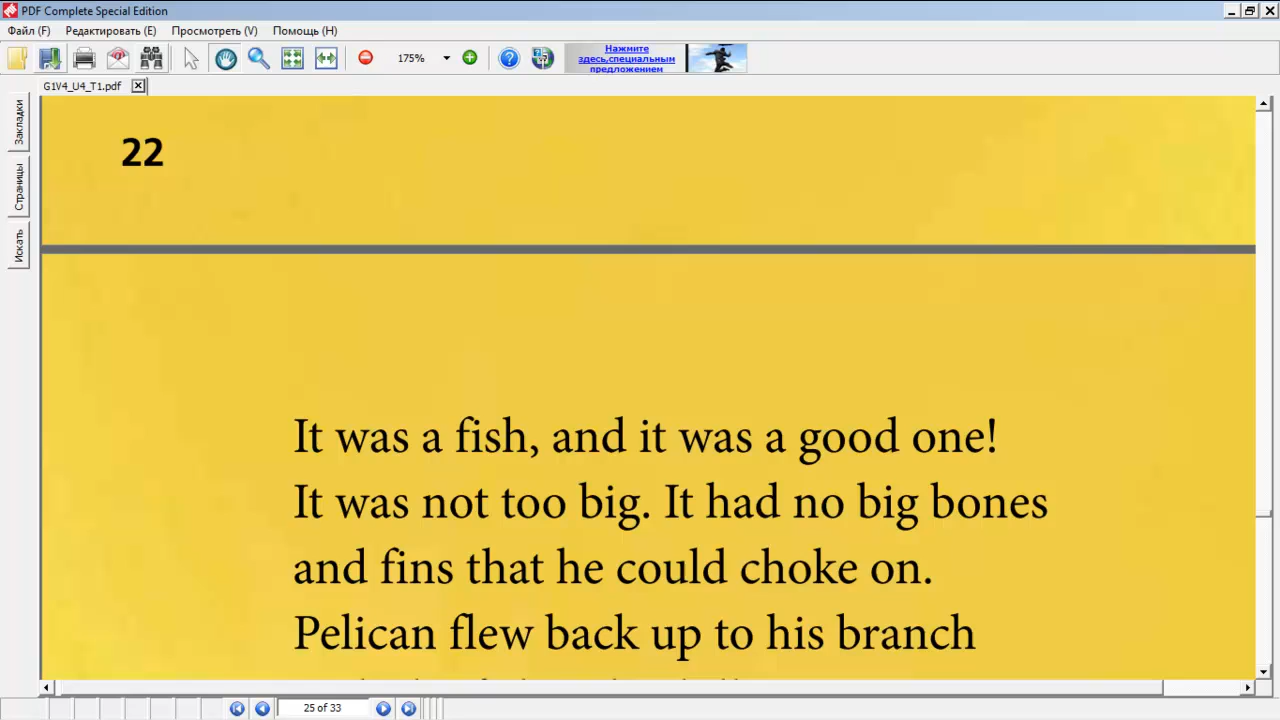 PDF Complete Special Edition
Файл (F) Редактировать (E) Просмотреть (V) Помощь (H)
175%
Нажмите
здесь,специальным
предложением
G1V4_U4_T1.pdf
Закладки
Страницы
Искать
22
It was a fish, and it was a good one!
It was not too big. It had no big bones
and fins that he could choke on.
Pelican flew back up to his branch
25 of 33